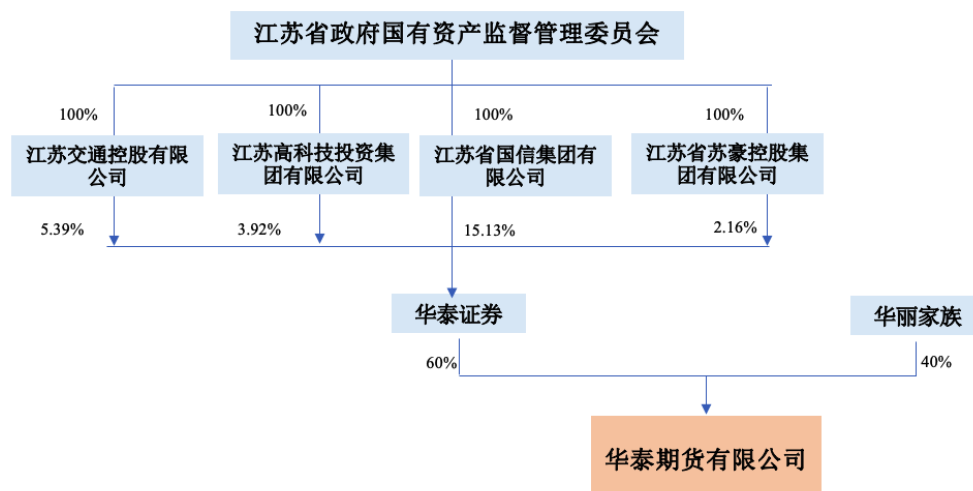 江苏省政府国有资产监督管理委员会
100%
100%
100%
100%
江苏交通控股有限
公司
江苏高科技投资集
团有限公司
江苏省国信集团有
限公司
江苏省苏豪控股集
团有限公司
5.39%
3.92%
15.13%
2.16%
华泰证券
华丽家族
60%
40%
华泰期货有限公司